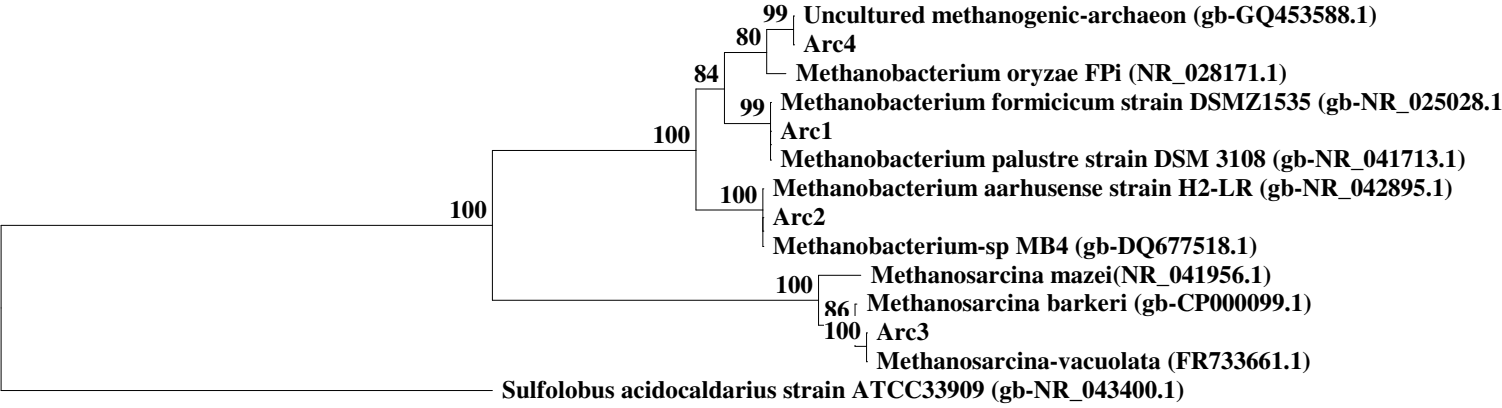 99 Uncultured methanogenic-archaeon (gb-GQ453588.1)
80 Arc4
84 Methanobacterium oryzae FPi (NR_028171.1)
99 Methanobacterium formicicum strain DSMZ1535 (gb-NR_025028.1
100 Arc1
Methanobacterium palustre strain DSM 3108 (gb-NR_041713.1)
100 Methanobacterium aarhusense strain H2-LR (gb-NR_042895.1)
100 Arc2
Methanobacterium-sp MB4 (gb-DQ677518.1)
100 Methanosarcina mazei(NR_041956.1)
86 Methanosarcina barkeri (gb-CP000099.1)
100 Arc3
Methanosarcina-vacuolata (FR733661.1)
Sulfolobus acidocaldarius strain ATCC33909 (gb-NR_043400.1)